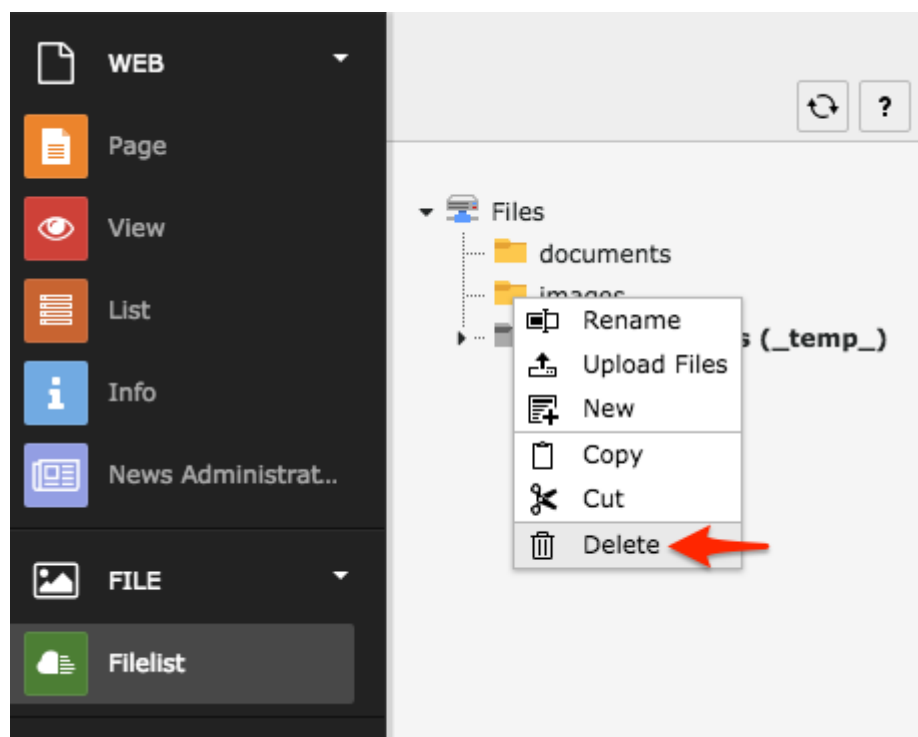 WEB
Page
View
List
Info
News Administrat...
FILE
Filelist
?
Files
documents
images
s (_temp_)
Rename
Upload Files
New
Copy
Cut
Delete